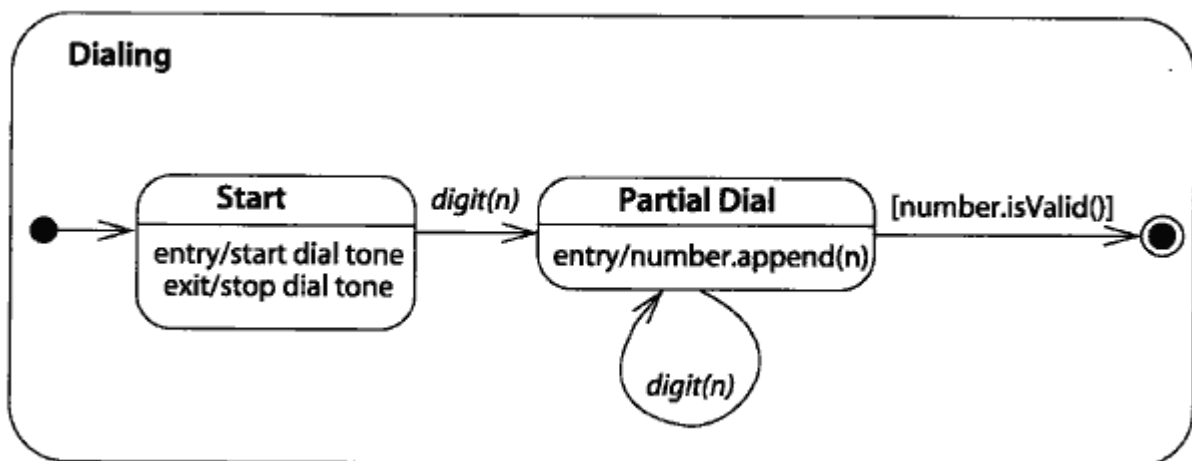 Dialing
Start
digit(n)
Partial Dial
[number.isValid()]
entry/start dial tone
exit/stop dial tone
entry/number.append(n)
digit(n)